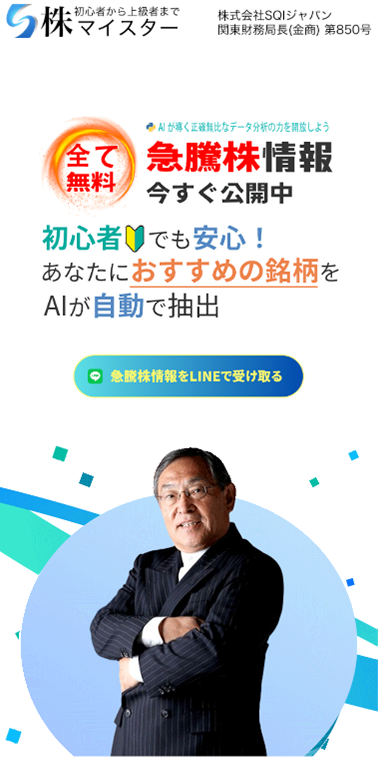 初心者から上級者まで
株マイスター
株式会社SQIジャパン
関東財務局長(金商) 第850号
AIが導く正確無比なデータ分析の力を開放しよう
全て
無料
急騰株情報
今すぐ公開中
初心者でも安心！
あなたにおすすめの銘柄を
AIが自動で抽出
LINE
急騰株情報をLINEで受け取る